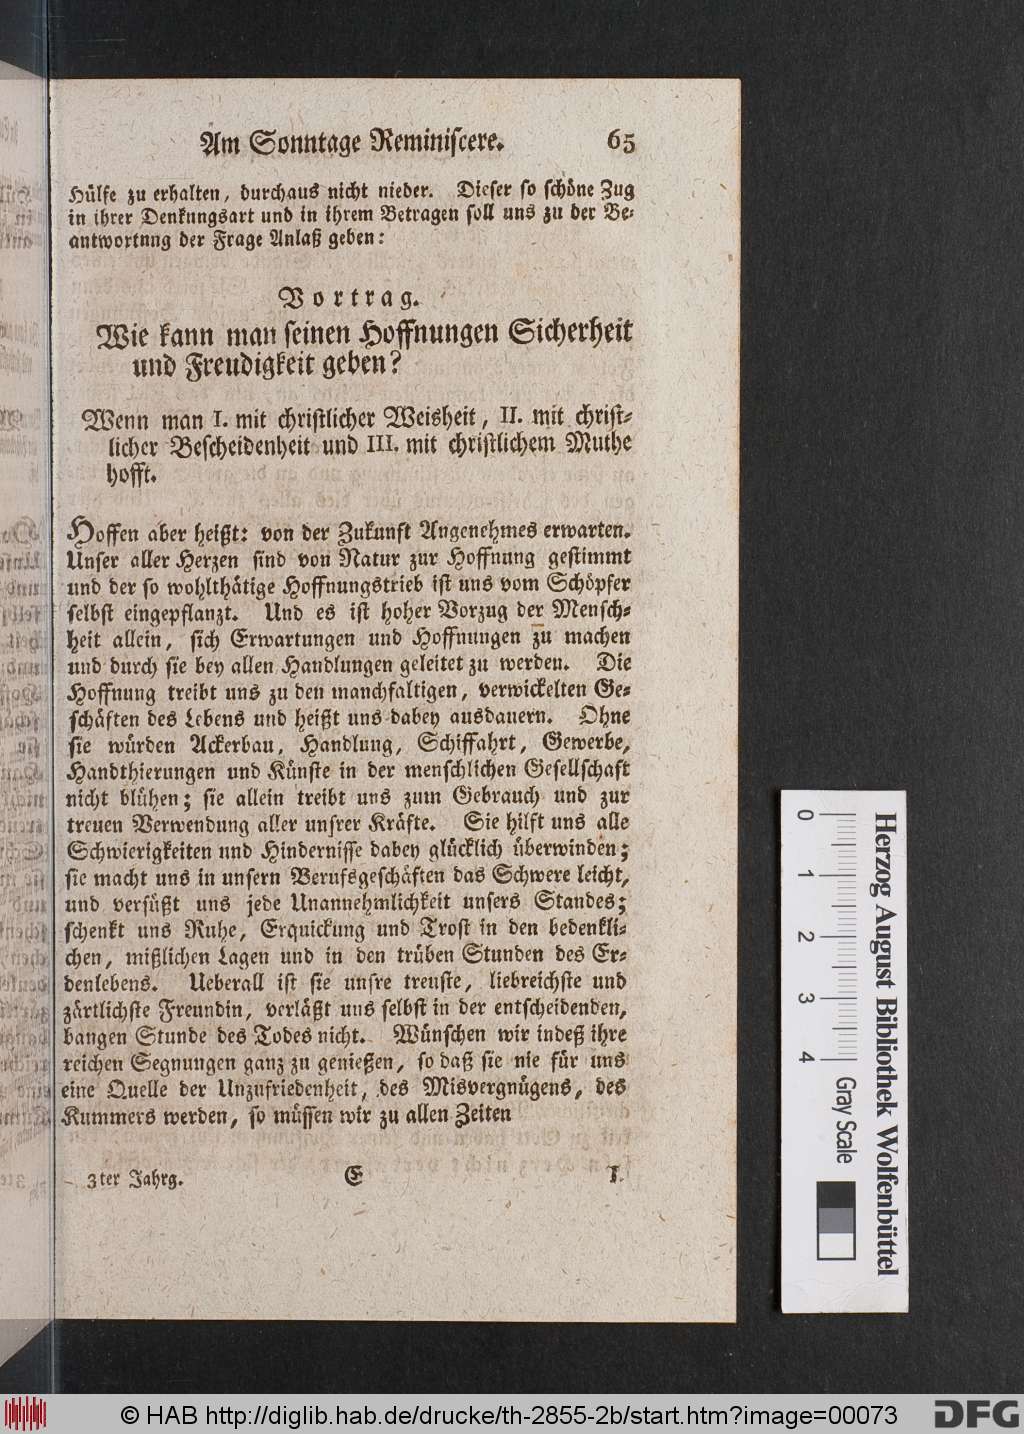 Am Sonntage Reminiscere. 65
Hülfe zu erhalten, durchaus nicht nieder. Dieser so schöne Zug
in ihrer Denkungsart und in ihrem Betragen soll uns zu der Be-
antwortung der Frage Anlaß geben:
Vortrag.
Wie kann man seinen Hoffnungen Sicherheit
und Freudigkeit geben?
Wenn man I. mit christlicher Weisheit, II. mit christ-
licher Bescheidenheit und III. mit christlichem Muthe
hofft.
Hoffen aber heißt: von der Zukunft Angenehmes erwarten.
Unser aller Herzen sind von Natur zur Hoffnung gestimmt
und der so wohlthätige Hoffnungstrieb ist uns vom Schöpfer
selbst eingepflanzt. Und es ist hoher Vorzug der Mensch-
heit allein, sich Erwartungen und Hoffnungen zu machen
und durch sie bey allen Handlungen geleitet zu werden. Die
Hoffnung treibt uns zu den manchfaltigen, verwickelten Ge-
schäften des Lebens und heißt uns dabey ausdauern. Ohne
sie würden Ackerbau, Handlung, Schiffahrt, Gewerbe,
Handthierungen und Künste in der menschlichen Gesellschaft
nicht blühen; sie allein treibt uns zum Gebrauch und zur
treuen Verwendung aller unsrer Kräfte. Sie hilft uns alle
Schwierigkeiten und Hindernisse dabey glücklich überwinden;
sie macht uns in unsern Berufsgeschäften das Schwere leicht,
und versüßt uns jede Unannehmlichkeit unsers Standes;
schenkt uns Ruhe, Erquickung und Trost in den bedenkli-
chen, mißlichen Lagen und in den trüben Stunden des Er-
denlebens. Ueberall ist sie unsre treuste, liebreichste und
zärtlichste Freundin, verläßt uns selbst in der entscheidenden,
bangen Stunde des Todes nicht. Wünschen wir indeß ihre
reichen Segnungen ganz zu genießen, so daß sie nie für uns
eine Quelle der Unzufriedenheit, des Misvergnügens, des
Kummers werden, so müssen wir zu allen Zeiten
3ter Jahrg. E I.
0 1 2 3 4 Gray Scale
Herzog August Bibliothek Wolfenbüttel
© HAB http://diglib.hab.de/drucke/th-2855-2b/start.htm?image=00073
DFG